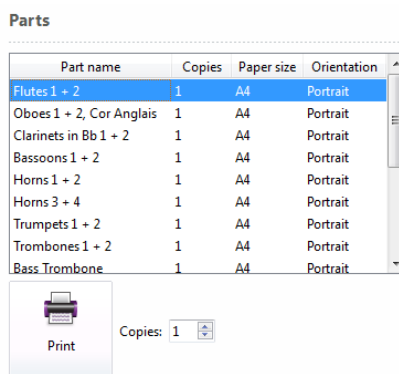 Parts
Part name Copies Paper size Orientation
Flutes 1 + 2 1 A4 Portrait
Oboes 1 + 2, Cor Anglais 1 A4 Portrait
Clarinets in Bb 1 + 2 1 A4 Portrait
Bassoons 1 + 2 1 A4 Portrait
Horns 1 + 2 1 A4 Portrait
Horns 3 + 4 1 A4 Portrait
Trumpets 1 + 2 1 A4 Portrait
Trombones 1 + 2 1 A4 Portrait
Bass Trombone 1 A4 Portrait
Copies: 1
Print